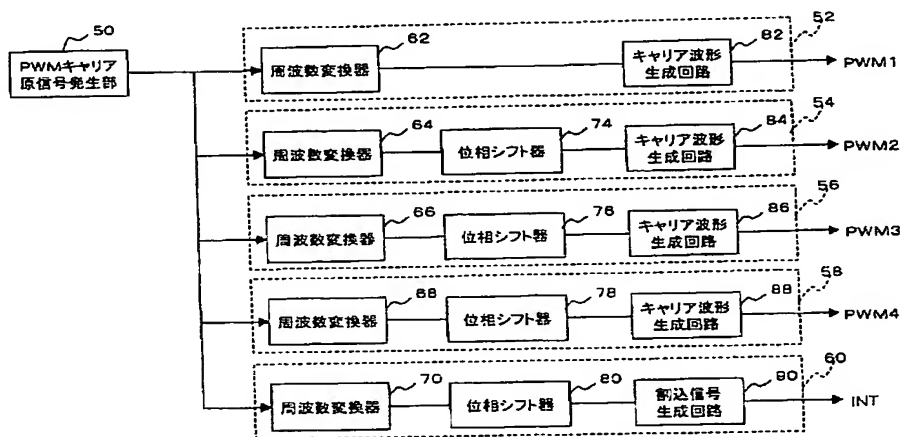 50
PWMキャリア
原信号発生部
52
62
周波数変換器
82
キャリア波形
生成回路
PWM1
54
64
周波数変換器
74
位相シフト器
84
キャリア波形
生成回路
PWM2
56
66
周波数変換器
76
位相シフト器
86
キャリア波形
生成回路
PWM3
58
68
周波数変換器
78
位相シフト器
88
キャリア波形
生成回路
PWM4
60
70
周波数変換器
80
位相シフト器
90
割込信号
生成回路
INT